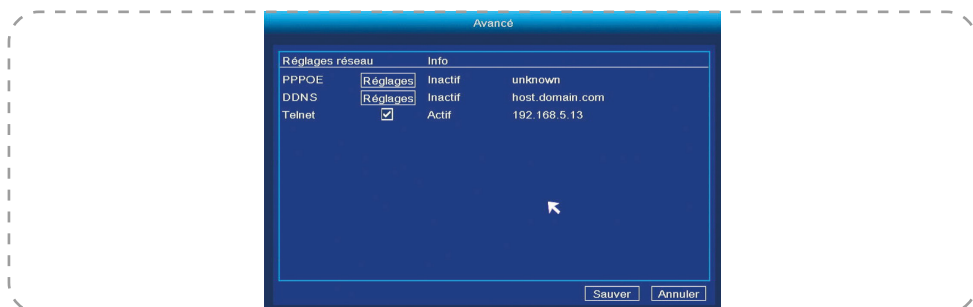 Avancé
Réglages réseau Info
PPPOE Réglages Inactif unknown
DDNS Réglages Inactif host.domain.com
Telnet Actif 192.168.5.13
Sauver Annuler